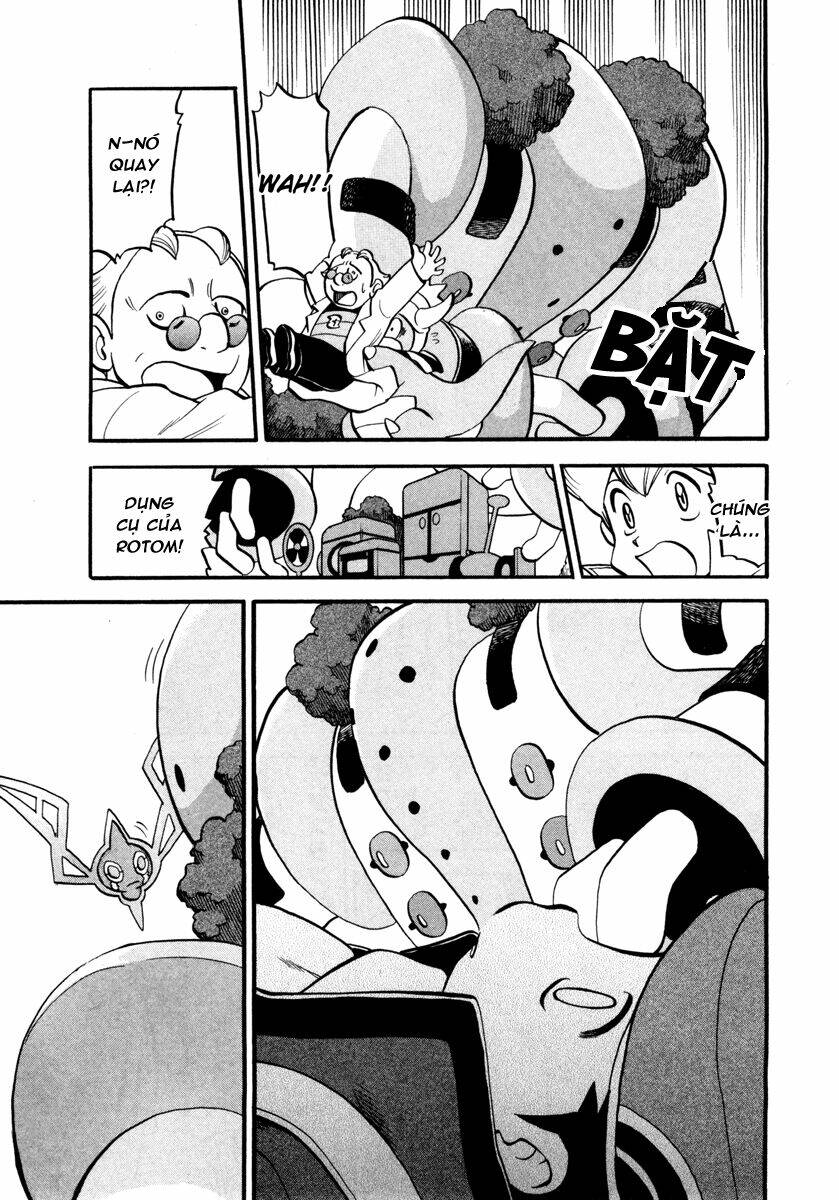 BẶT
WAH!!
N-NÓ
QUAY
LẠI?!
CHÚNG
LÀ...
DỤNG
CỤ CỦA
ROTOM!